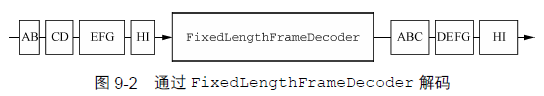 AB CD EFG HI FixedLengthFrameDecoder ABC DEFG HI
图 9-2 通过 FixedLengthFrameDecoder 解码